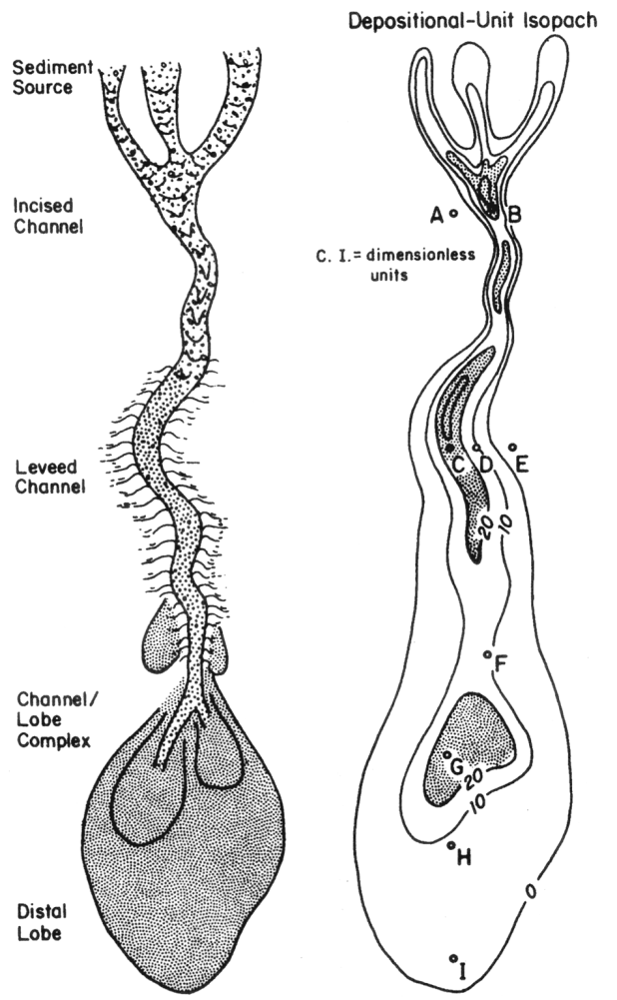 Depositional-Unit Isopach
Sediment
Source
Incised
Channel
A
B
C. I. = dimensionless
units
Leveed
Channel
C
D
E
20
10
F
Channel/
Lobe
Complex
G
20
10
H
0
Distal
Lobe
I